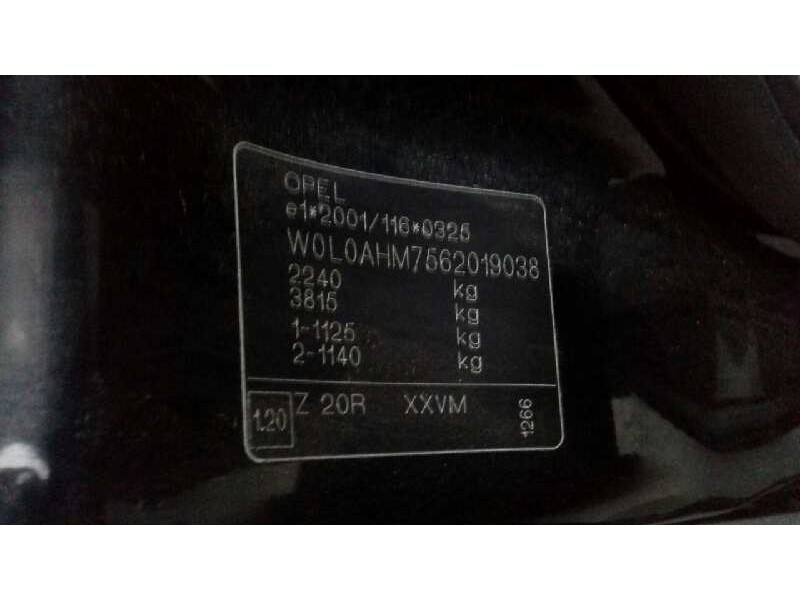 OPEL
e1*2001/116*0325
W0L0AHM7562019038
2240 kg
3815 kg
1-1125 kg
2-1140 kg
1.20 Z 20R XXVM 1266